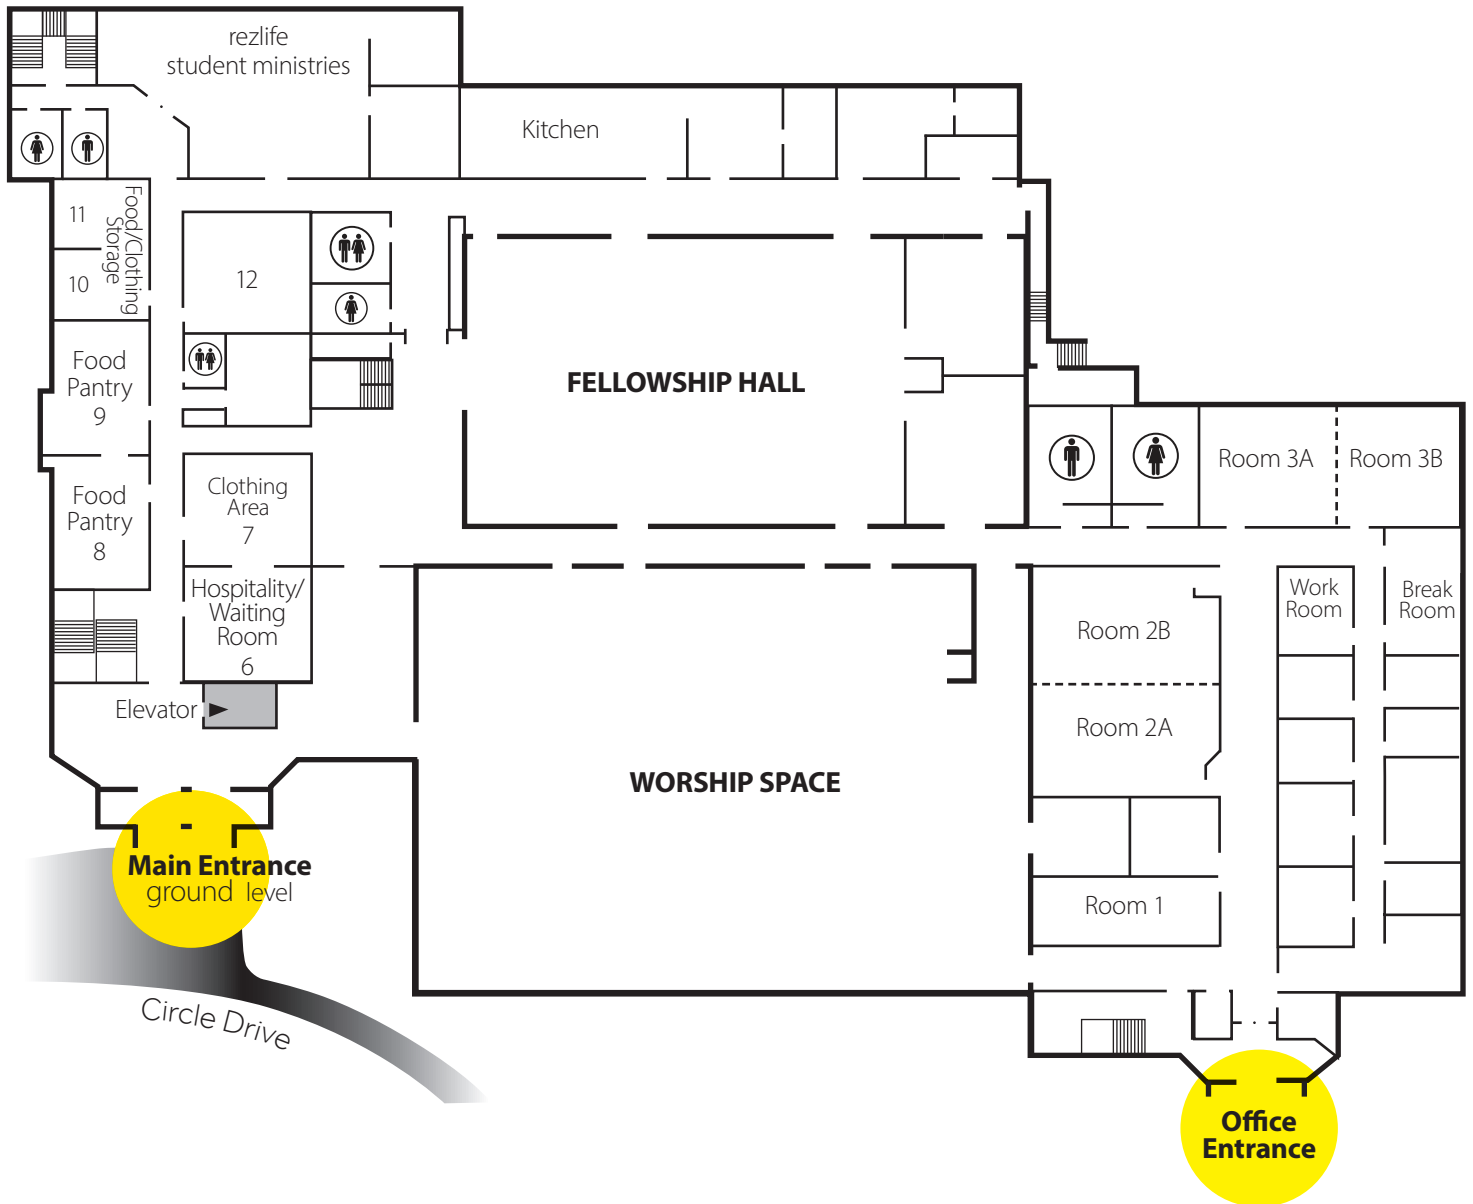 rezlife
student ministries
Kitchen
11
Food/Clothing
Storage
10
12
Food
Pantry
9
FELLOWSHIP HALL
Room 3A
Room 3B
Clothing
Area
7
Food
Pantry
8
Hospitality/
Waiting
Room
6
Work
Room
Break
Room
Room 2B
Elevator
Room 2A
WORSHIP SPACE
Main Entrance
ground level
Room 1
Circle Drive
Office
Entrance